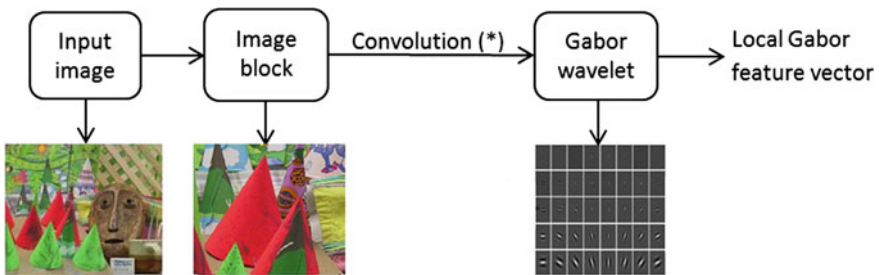 Input
image
Image
block
Convolution (*)
Gabor
wavelet
Local Gabor
feature vector